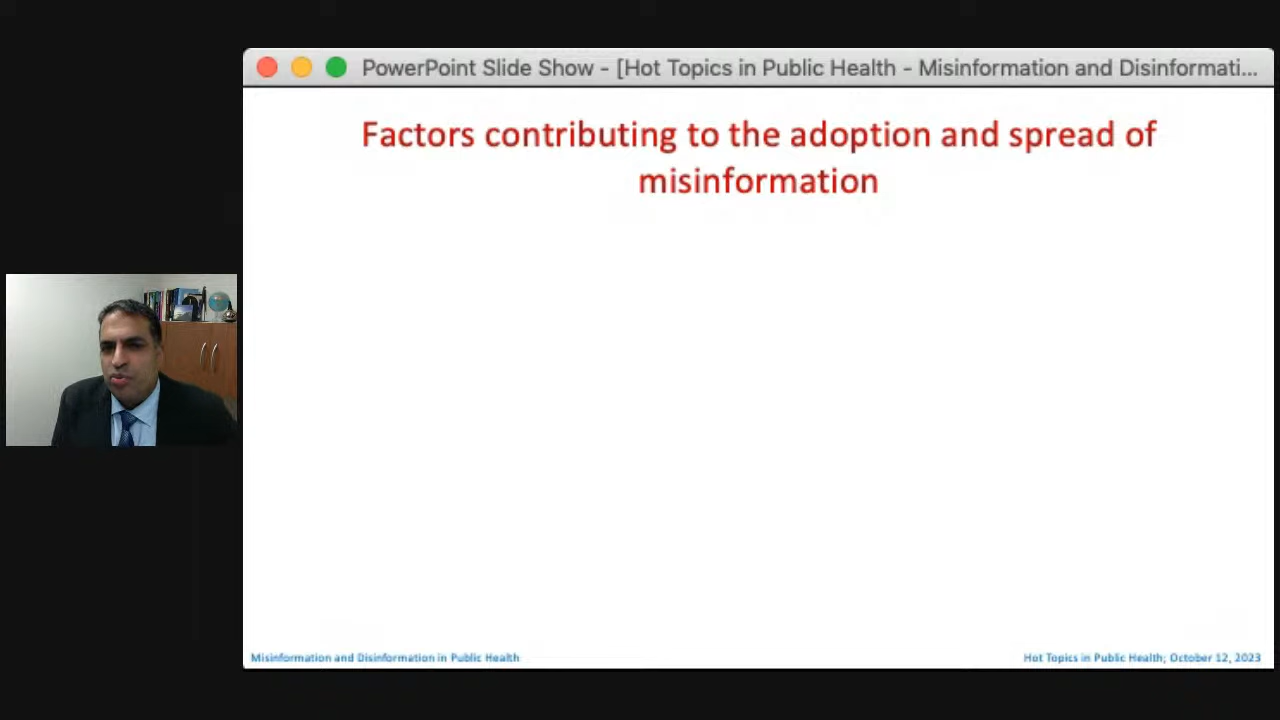 PowerPoint Slide Show - [Hot Topics in Public Health - Misinformation and Disinformati...
Factors contributing to the adoption and spread of
misinformation
Misinformation and Disinformation in Public Health
Hot Topics in Public Health; October 12, 2023